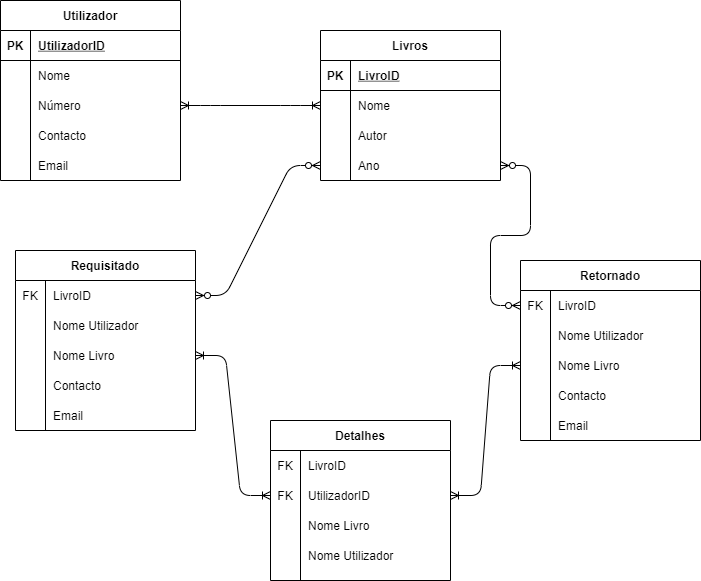 Utilizador
PK UtilizadorID
Nome
Número
Contacto
Email
Livros
PK LivroID
Nome
Autor
Ano
Requisitado
FK LivroID
Nome Utilizador
Nome Livro
Contacto
Email
Retornado
FK LivroID
Nome Utilizador
Nome Livro
Contacto
Email
Detalhes
FK LivroID
FK UtilizadorID
Nome Livro
Nome Utilizador